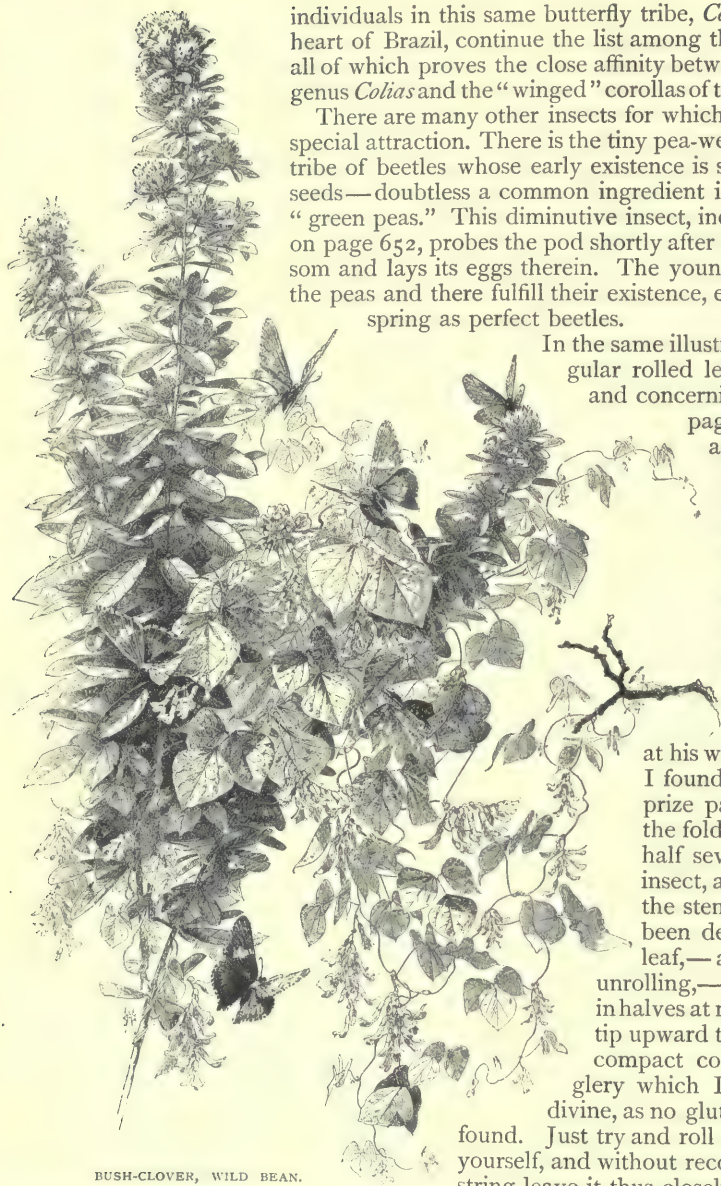 individuals in this same butterfly tribe, C
heart of Brazil, continue the list among th
all of which proves the close affinity betw
genus Colias and the “winged” corollas of t
There are many other insects for which
special attraction. There is the tiny pea-we
tribe of beetles whose early existence is s
seeds—doubtless a common ingredient i
“green peas.” This diminutive insect, in
on page 652, probes the pod shortly after
som and lays its eggs therein. The youn
the peas and there fulfill their existence, e
spring as perfect beetles.
In the same illustr
gular rolled le
and concerni
pag
a
at his w
I found
prize pa
the fold
half sev
insect, a
the sten
been de
leaf,— a
unrolling,—
in halves at
tip upward t
compact co
glery which I
divine, as no glut
found. Just try and roll
yourself, and without reco
string leave it thus closel
BUSH-CLOVER, WILD BEAN.